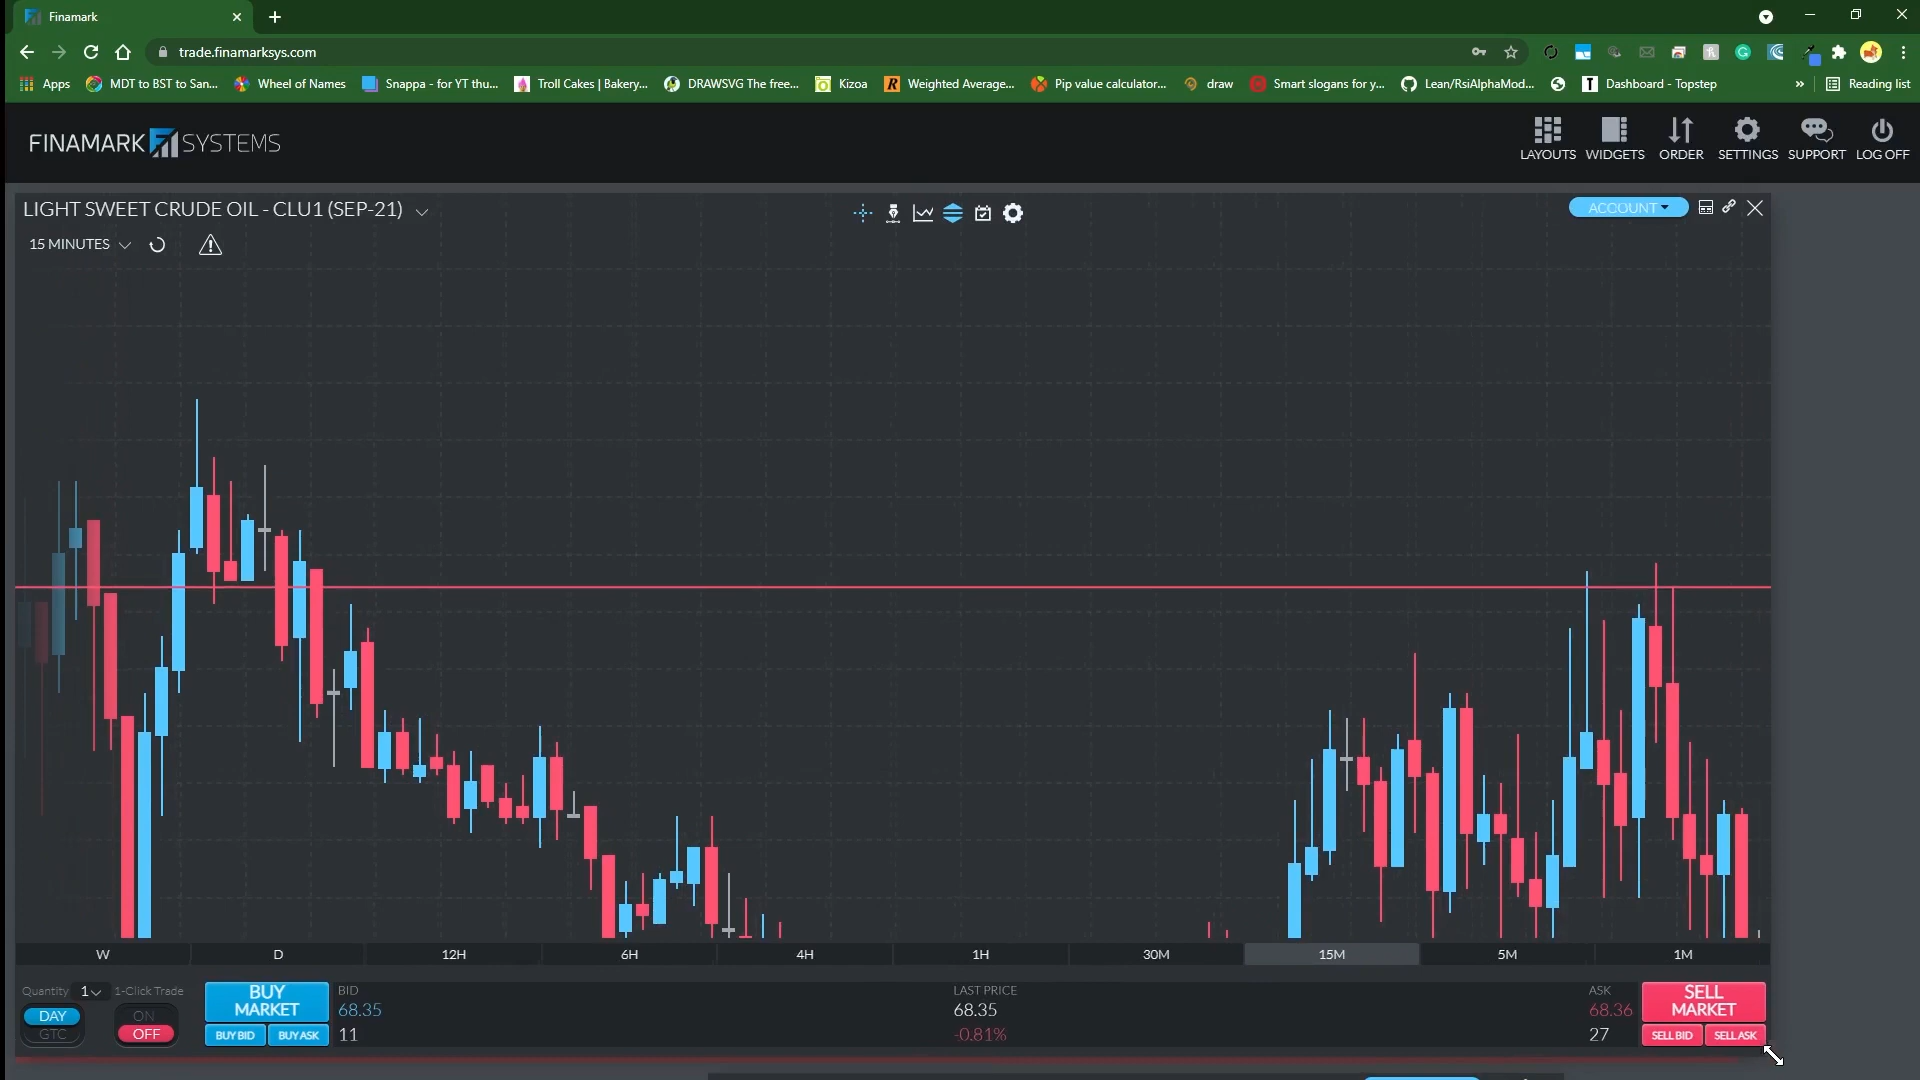 Finamark
trade.finamarksys.com
Apps MDT to BST to San... Wheel of Names Snappa - for YT thu... Troll Cakes | Bakery... DRAWSVG The free... Kizoa Weighted Average... Pip value calculator... draw Smart slogans for y... Lean/RsiAlphaMod... Dashboard - Topstep » Reading list
FINAMARK SYSTEMS
LAYOUTS WIDGETS ORDER SETTINGS SUPPORT LOG OFF
LIGHT SWEET CRUDE OIL - CLU1 (SEP-21)
ACCOUNT
15 MINUTES
W D 12H 6H 4H 1H 30M 15M 5M 1M
Quantity 1 1-Click Trade
DAY
GTC
ON
OFF
BUY
MARKET
BUY BID BUY ASK
BID
68.35
11
LAST PRICE
68.35
-0.81%
ASK
68.36
27
SELL
MARKET
SELL BID SELL ASK